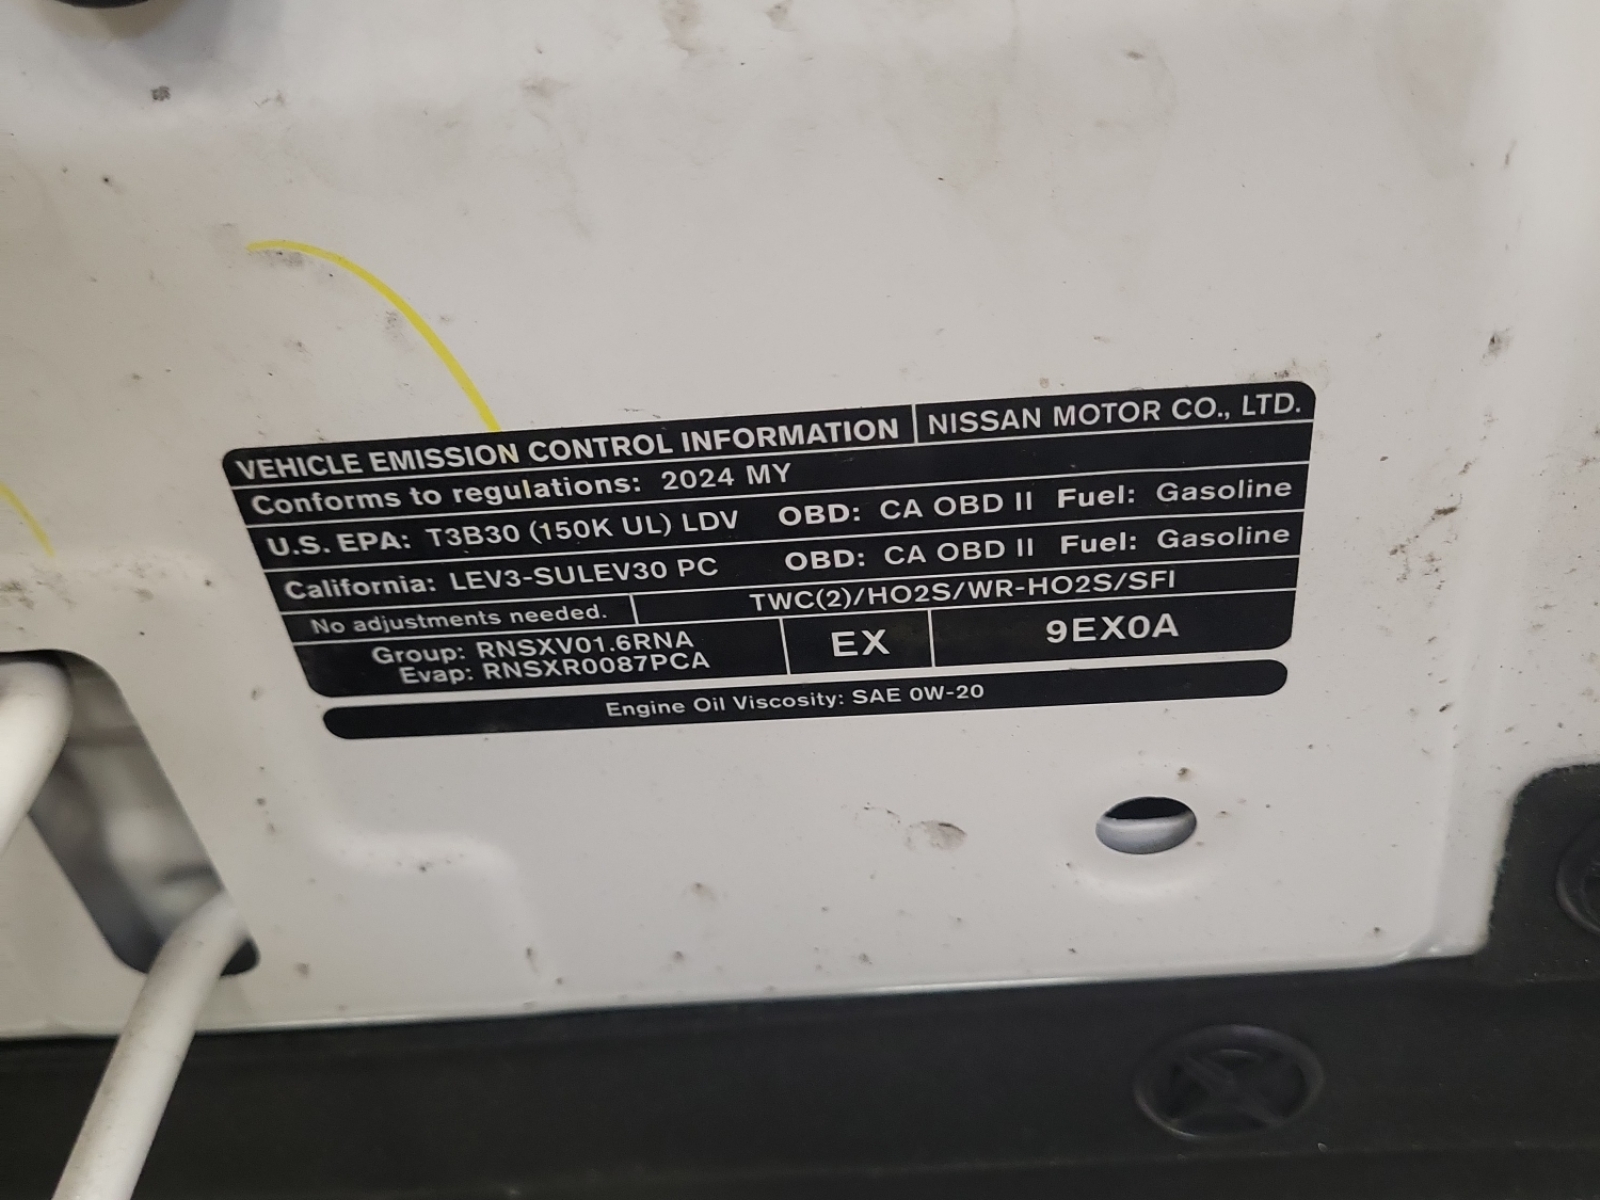 VEHICLE EMISSION CONTROL INFORMATION NISSAN MOTOR CO., LTD.
Conforms to regulations: 2024 MY
U.S. EPA: T3B30 (150K UL) LDV OBD: CA OBD II Fuel: Gasoline
California: LEV3-SULEV30 PC OBD: CA OBD II Fuel: Gasoline
No adjustments needed. TWC(2)/HO2S/WR-HO2S/SFI
Group: RNSXV01.6RNA
Evap: RNSXR0087PCA
EX
9EX0A
Engine Oil Viscosity: SAE 0W-20